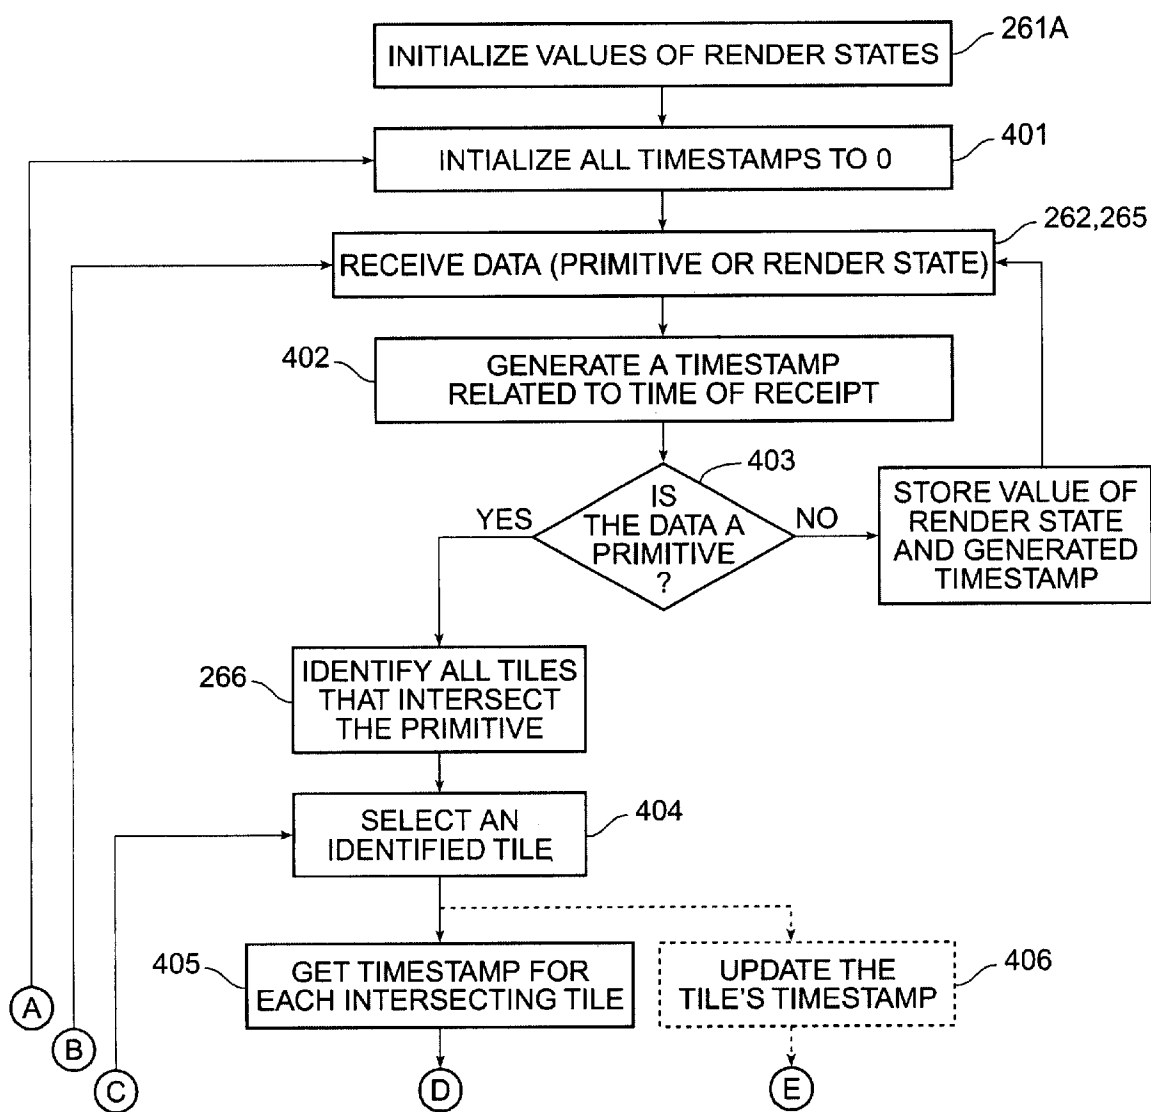 INITIALIZE VALUES OF RENDER STATES
261A
INTIALIZE ALL TIMESTAMPS TO 0
401
262,265
RECEIVE DATA (PRIMITIVE OR RENDER STATE)
402
GENERATE A TIMESTAMP
RELATED TO TIME OF RECEIPT
403
IS
THE DATA A
PRIMITIVE
?
YES
NO
STORE VALUE OF
RENDER STATE
AND GENERATED
TIMESTAMP
266
IDENTIFY ALL TILES
THAT INTERSECT
THE PRIMITIVE
SELECT AN
IDENTIFIED TILE
404
405
GET TIMESTAMP FOR
EACH INTERSECTING TILE
UPDATE THE
TILE'S TIMESTAMP
406
A
B
C
D
E